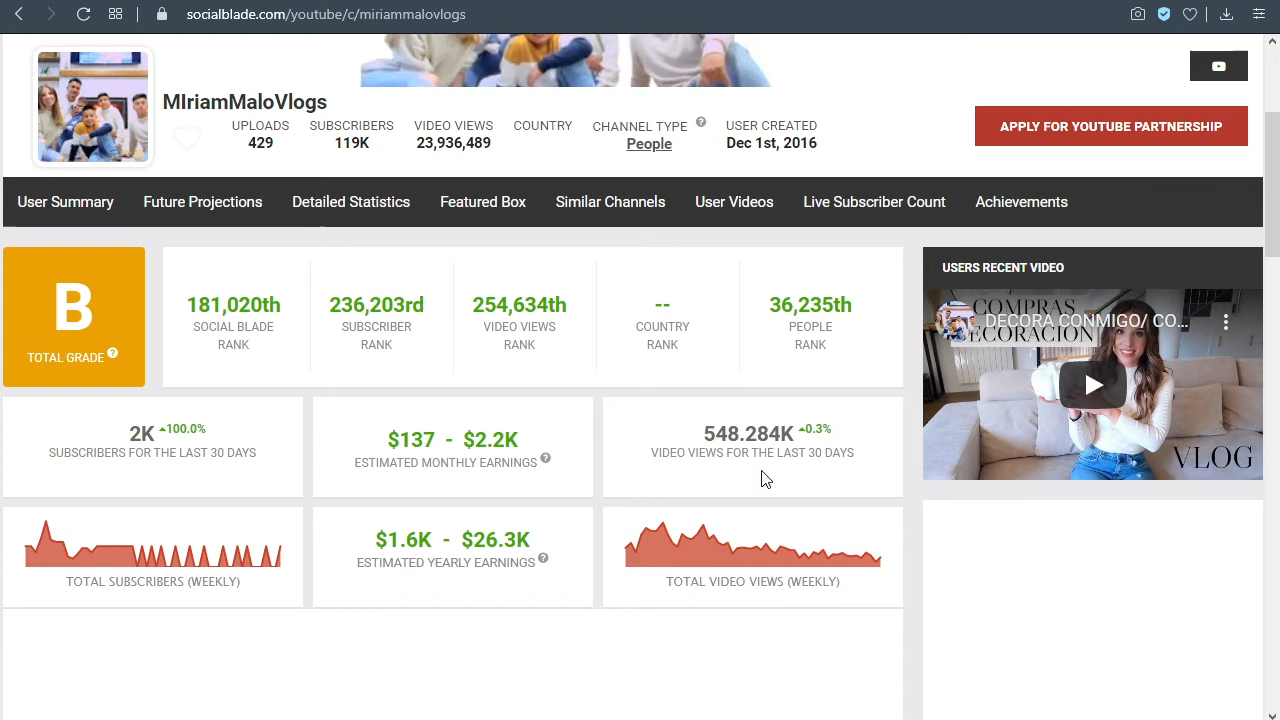 socialblade.com/youtube/c/miriammalovlogs
MIriamMaloVlogs
UPLOADS
429
SUBSCRIBERS
119K
VIDEO VIEWS
23,936,489
COUNTRY
CHANNEL TYPE ?
People
USER CREATED
Dec 1st, 2016
APPLY FOR YOUTUBE PARTNERSHIP
User Summary
Future Projections
Detailed Statistics
Featured Box
Similar Channels
User Videos
Live Subscriber Count
Achievements
B
TOTAL GRADE ?
181,020th
SOCIAL BLADE
RANK
236,203rd
SUBSCRIBER
RANK
254,634th
VIDEO VIEWS
RANK
--
COUNTRY
RANK
36,235th
PEOPLE
RANK
USERS RECENT VIDEO
COMPRAS
DECORA CONMIGO/ CO...
DECORACION
VLOG
2K 100.0%
SUBSCRIBERS FOR THE LAST 30 DAYS
$137 - $2.2K
ESTIMATED MONTHLY EARNINGS ?
548.284K 0.3%
VIDEO VIEWS FOR THE LAST 30 DAYS
TOTAL SUBSCRIBERS (WEEKLY)
$1.6K - $26.3K
ESTIMATED YEARLY EARNINGS ?
TOTAL VIDEO VIEWS (WEEKLY)